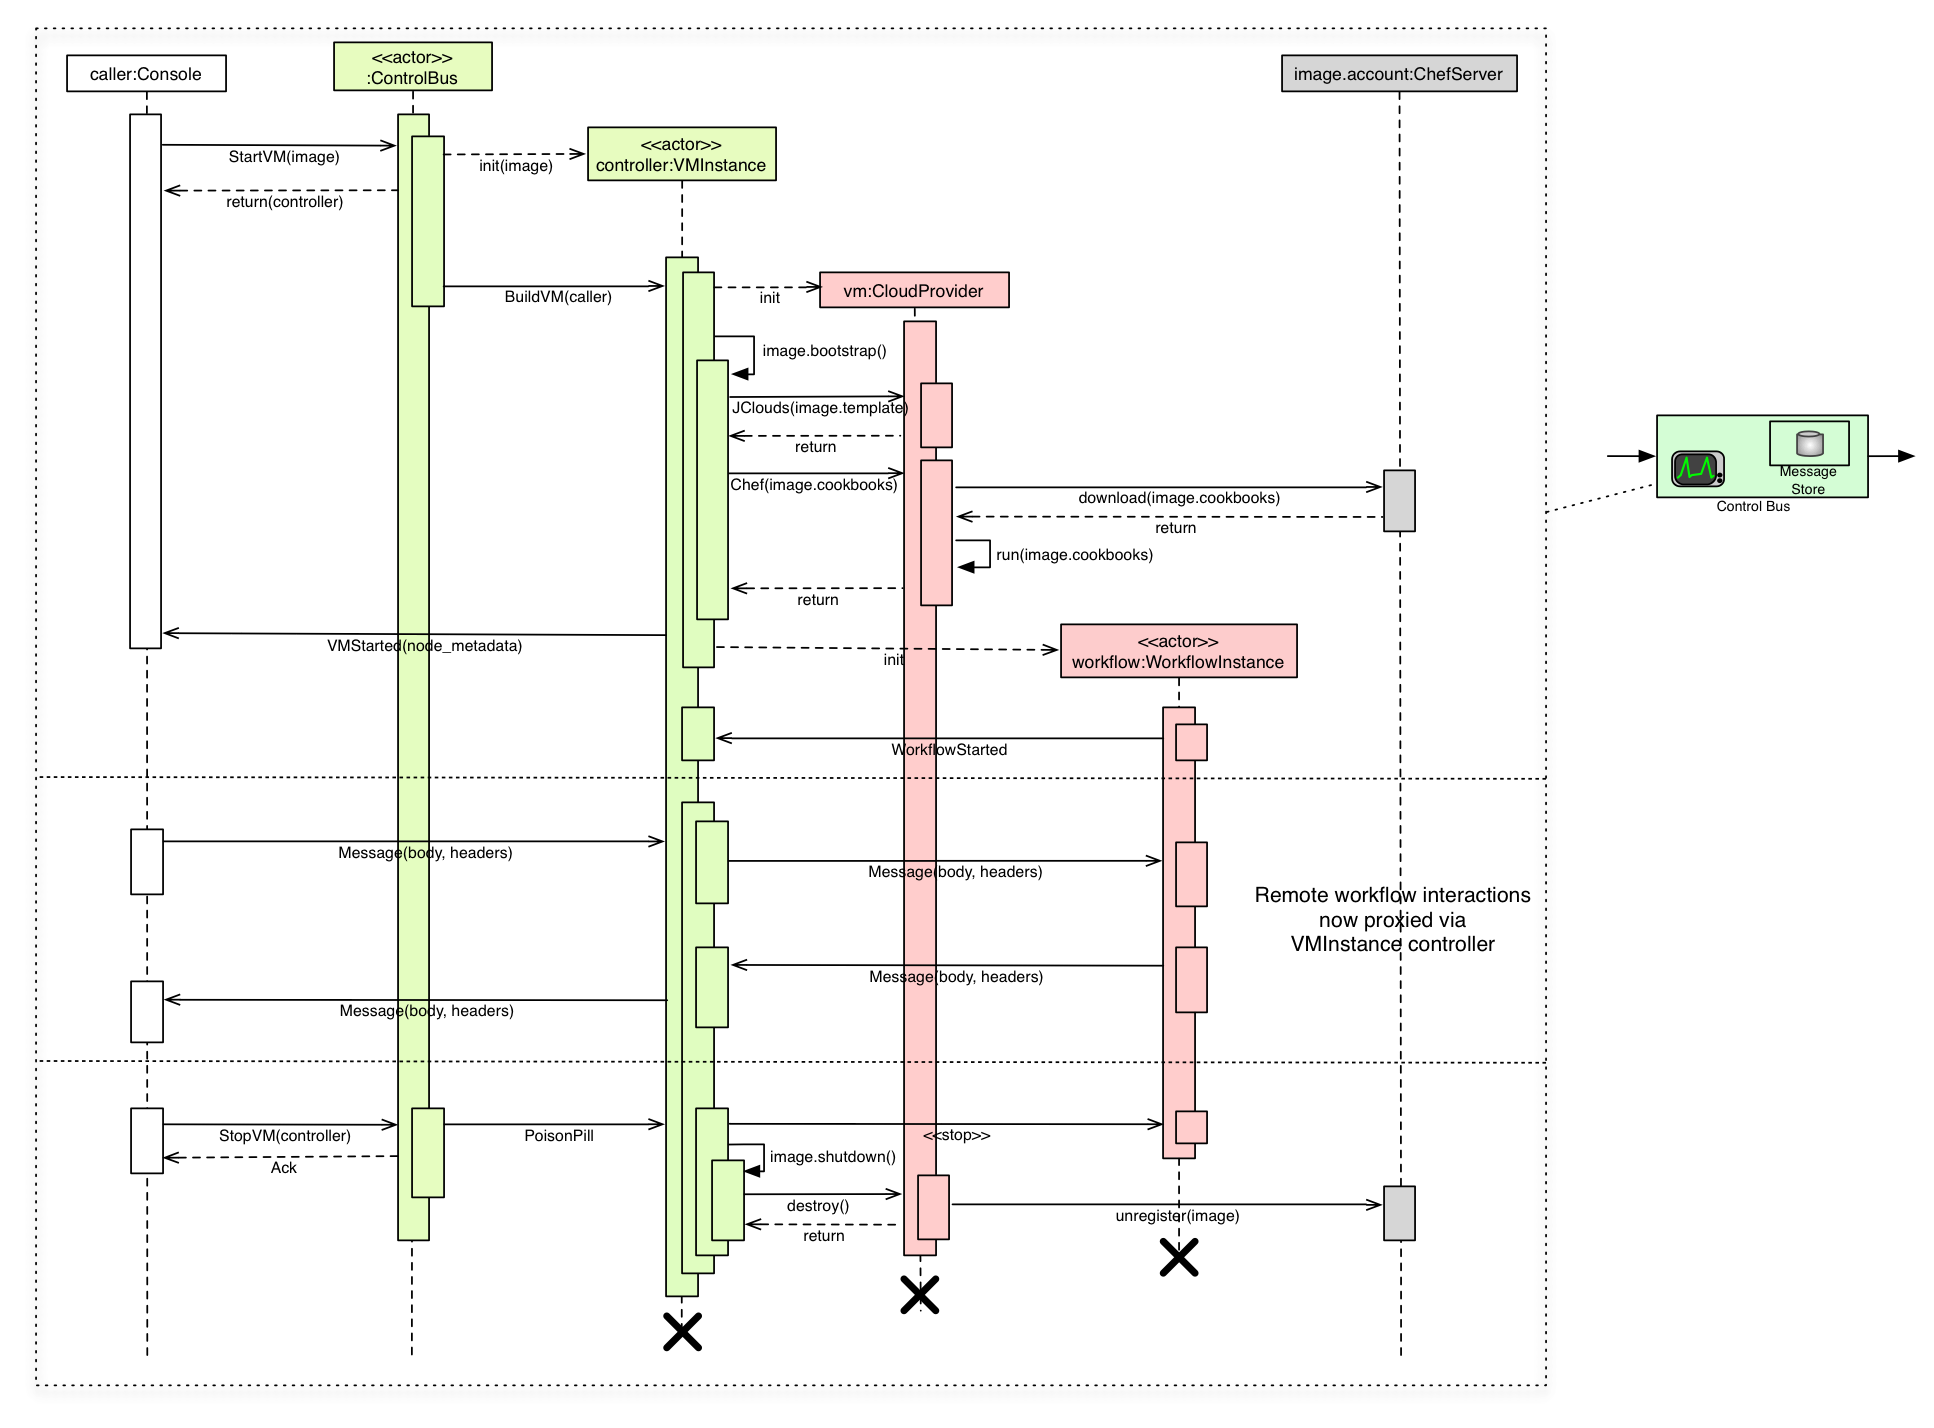 <<actor>>
:ControlBus
caller:Console
image.account:ChefServer
<<actor>>
controller:VMInstance
StartVM(image)
init(image)
return(controller)
BuildVM(caller)
init
vm:CloudProvider
image.bootstrap()
JClouds(image.template)
return
Chef(image.cookbooks)
download(image.cookbooks)
return
run(image.cookbooks)
return
Message
Store
Control Bus
VMStarted(node_metadata)
init
<<actor>>
workflow:WorkflowInstance
WorkflowStarted
Message(body, headers)
Message(body, headers)
Remote workflow interactions
now proxied via
VMInstance controller
Message(body, headers)
Message(body, headers)
StopVM(controller)
PoisonPill
<<stop>>
Ack
image.shutdown()
destroy()
unregister(image)
return